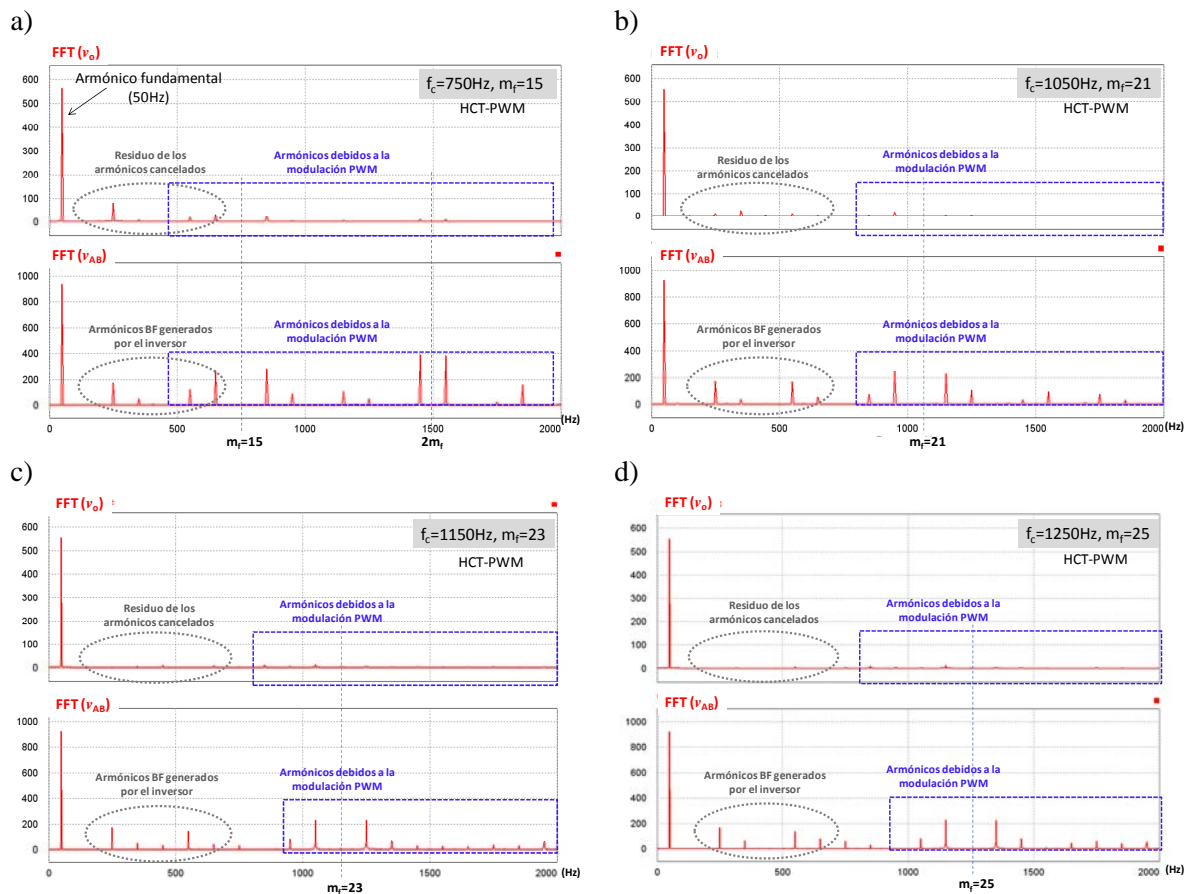 a)
FFT (vo)
600
500
400
300
200
100
0
Armónico fundamental
(50Hz)
fc=750Hz, mf=15
HCT-PWM
Residuo de los
armónicos cancelados
Armónicos debidos a la
modulación PWM
FFT (vAB)
1000
800
600
400
200
0
Armónicos BF generados
por el inversor
Armónicos debidos a la
modulación PWM
0 500 1000 1500 2000 (Hz)
mf=15 2mf
b)
FFT (vo)
600
500
400
300
200
100
0
fc=1050Hz, mf=21
HCT-PWM
Residuo de los
armónicos cancelados
Armónicos debidos a la
modulación PWM
FFT (vAB)
1000
800
600
400
200
0
Armónicos BF generados
por el inversor
Armónicos debidos a la
modulación PWM
0 500 1000 1500 2000 (Hz)
mf=21
c)
FFT (vo)
600
500
400
300
200
100
0
fc=1150Hz, mf=23
HCT-PWM
Residuo de los
armónicos cancelados
Armónicos debidos a la
modulación PWM
FFT (vAB)
1000
800
600
400
200
0
Armónicos BF generados
por el inversor
Armónicos debidos a la
modulación PWM
0 500 1000 1500 2000 (Hz)
mf=23
d)
FFT (vo)
600
500
400
300
200
100
0
fc=1250Hz, mf=25
HCT-PWM
Residuo de los
armónicos cancelados
Armónicos debidos a la
modulación PWM
FFT (vAB)
1000
800
600
400
200
0
Armónicos BF generados
por el inversor
Armónicos debidos a la
modulación PWM
0 500 1000 1500 2000 (Hz)
mf=25